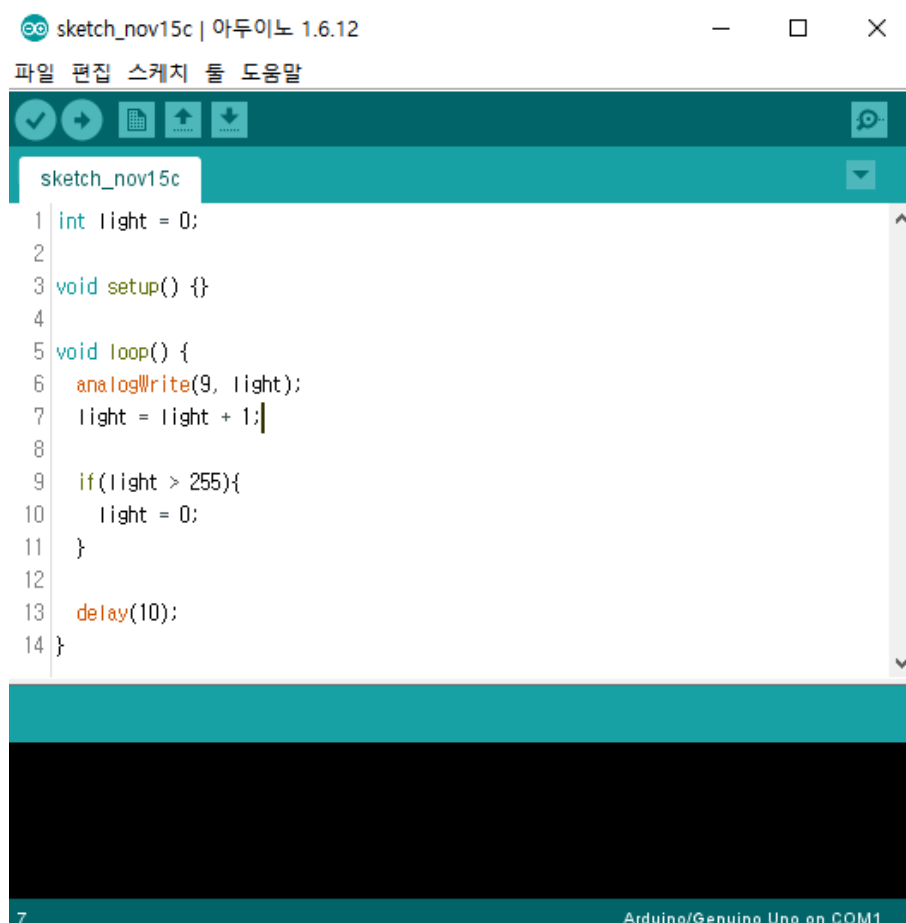 sketch_nov15c | 아두이노 1.6.12
파일 편집 스케치 툴 도움말
sketch_nov15c
1 int light = 0;
2
3 void setup() {}
4
5 void loop() {
6 analogWrite(9, light);
7 light = light + 1;
8
9 if(light > 255){
10 light = 0;
11 }
12
13 delay(10);
14 }
7 Arduino/Genuino Uno on COM1